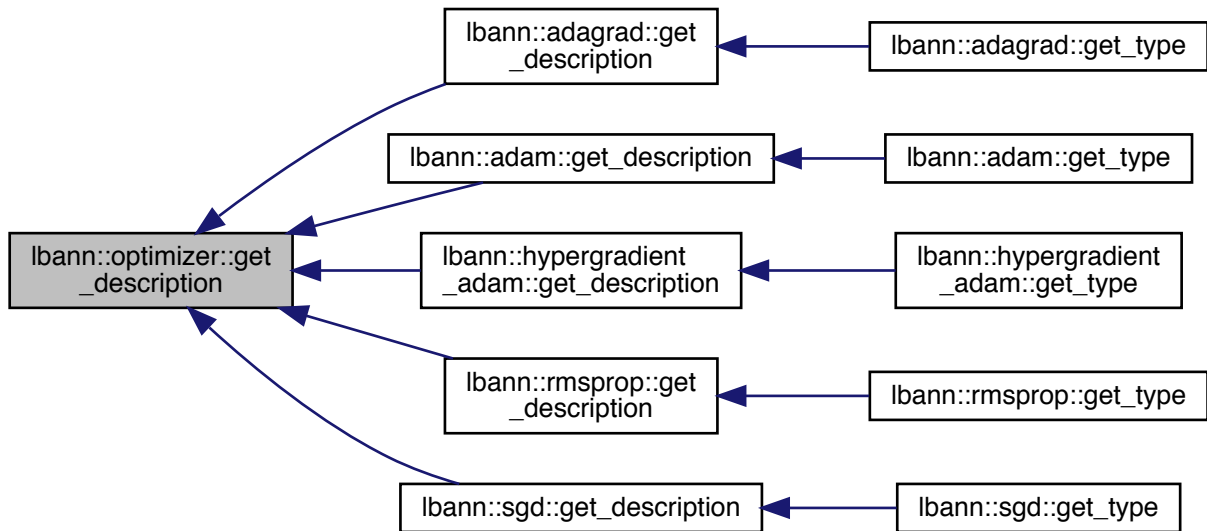 lbann::optimizer::get
_description
lbann::adagrad::get
_description
lbann::adagrad::get_type
lbann::adam::get_description
lbann::adam::get_type
lbann::hypergradient
_adam::get_description
lbann::hypergradient
_adam::get_type
lbann::rmsprop::get
_description
lbann::rmsprop::get_type
lbann::sgd::get_description
lbann::sgd::get_type